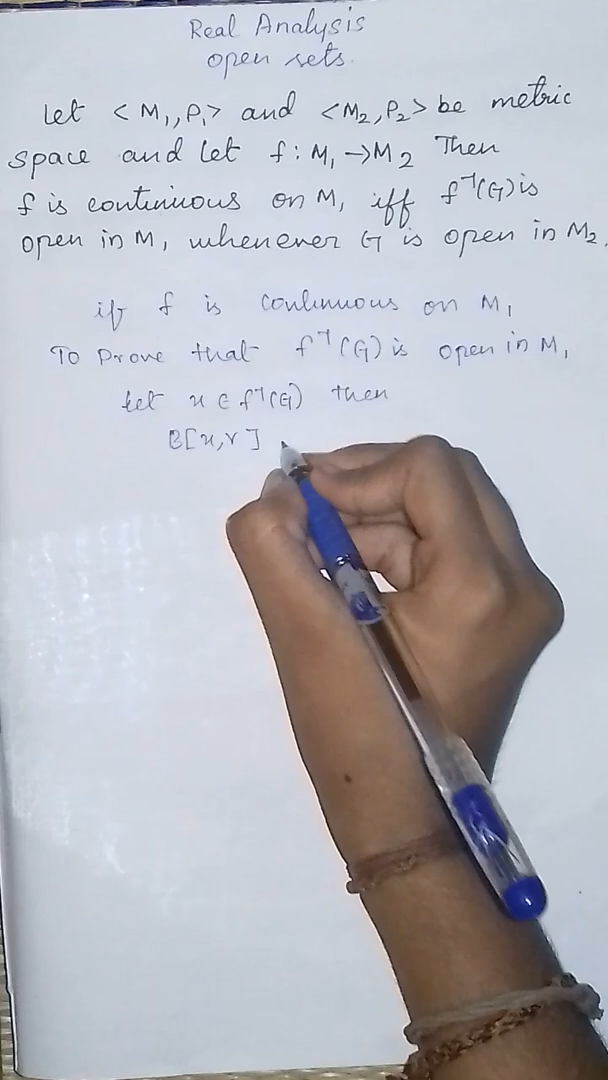 Real Analysis
open sets.
Let <M₁, P₁> and <M₂, P₂> be metric
space and let f : M₁ → M₂ Then
f is continuous on M₁ iff f⁻¹(G) is
open in M₁ whenever G is open in M₂.
if f is continuous on M₁
To Prove that f⁻¹(G) is open in M₁
Let x ∈ f⁻¹(G) then
B[x, r]